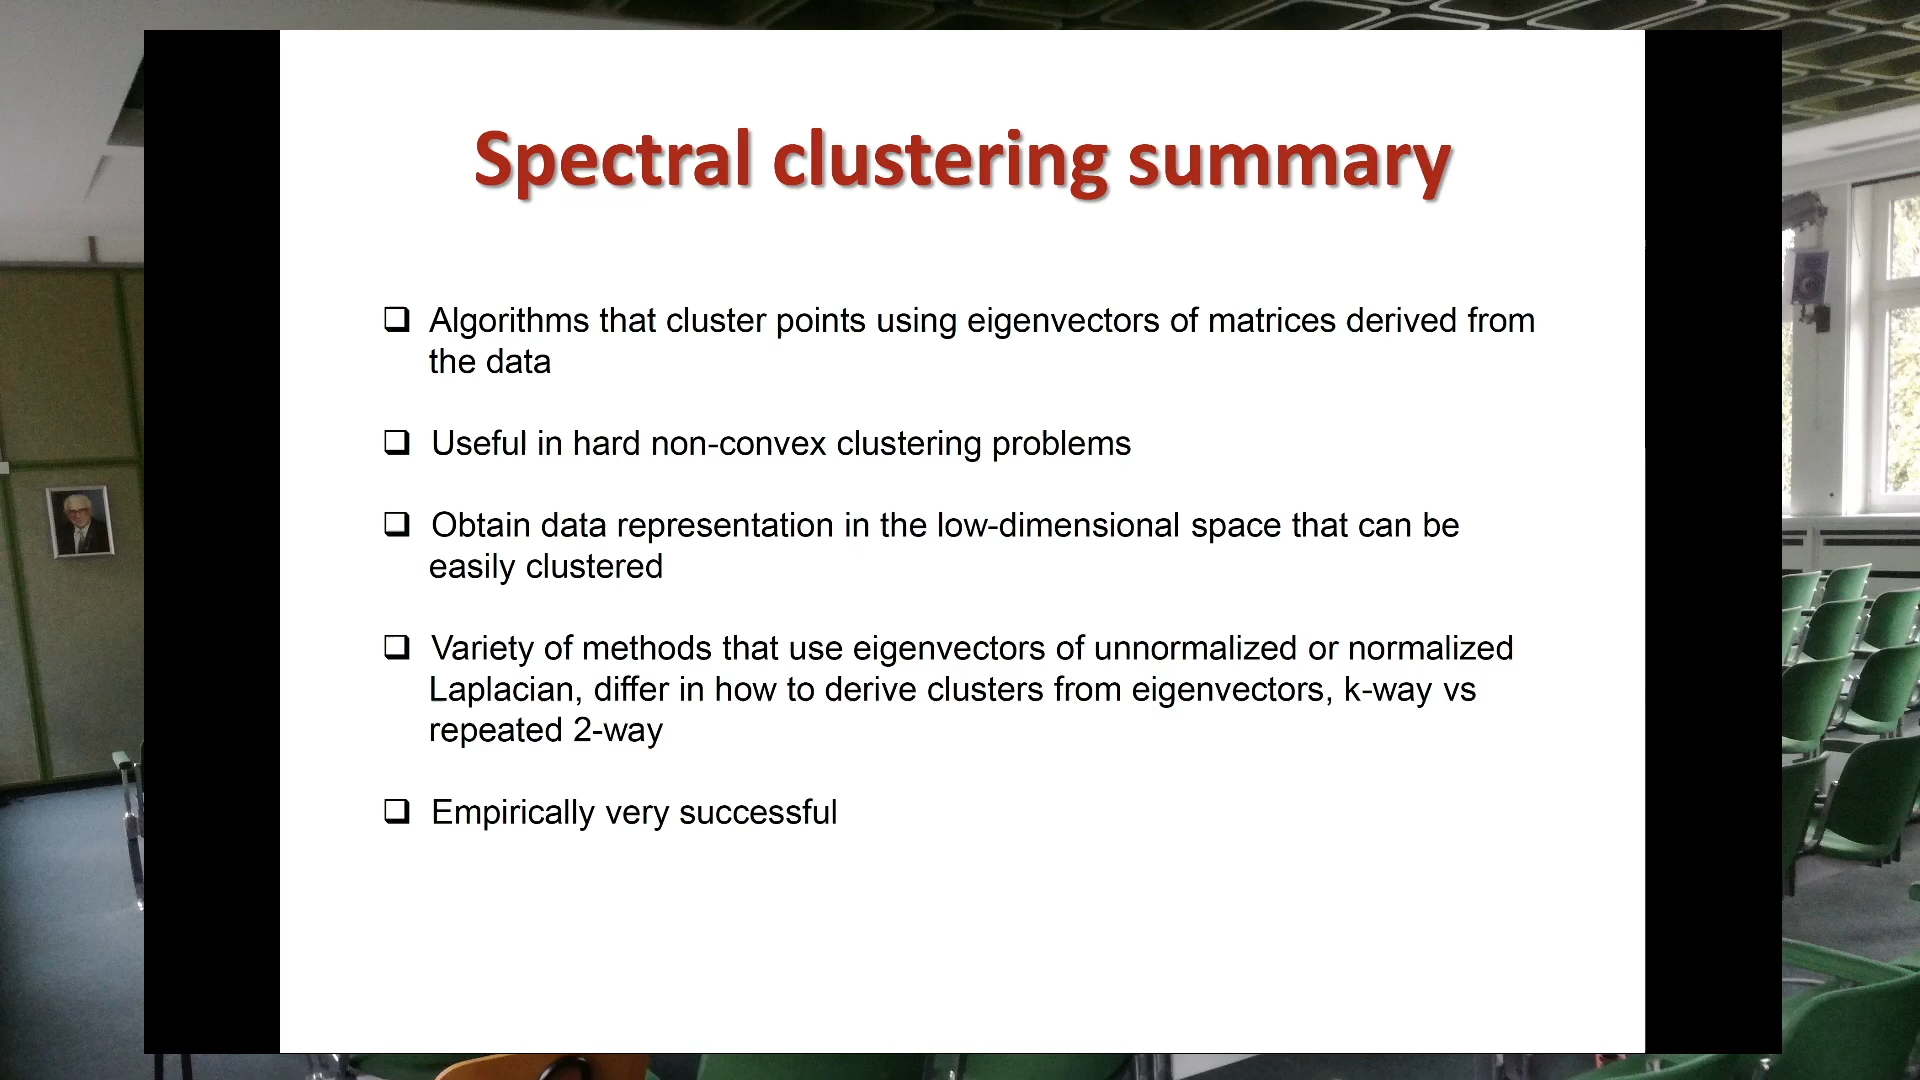 Spectral clustering summary
Algorithms that cluster points using eigenvectors of matrices derived from
the data
Useful in hard non-convex clustering problems
Obtain data representation in the low-dimensional space that can be
easily clustered
Variety of methods that use eigenvectors of unnormalized or normalized
Laplacian, differ in how to derive clusters from eigenvectors, k-way vs
repeated 2-way
Empirically very successful